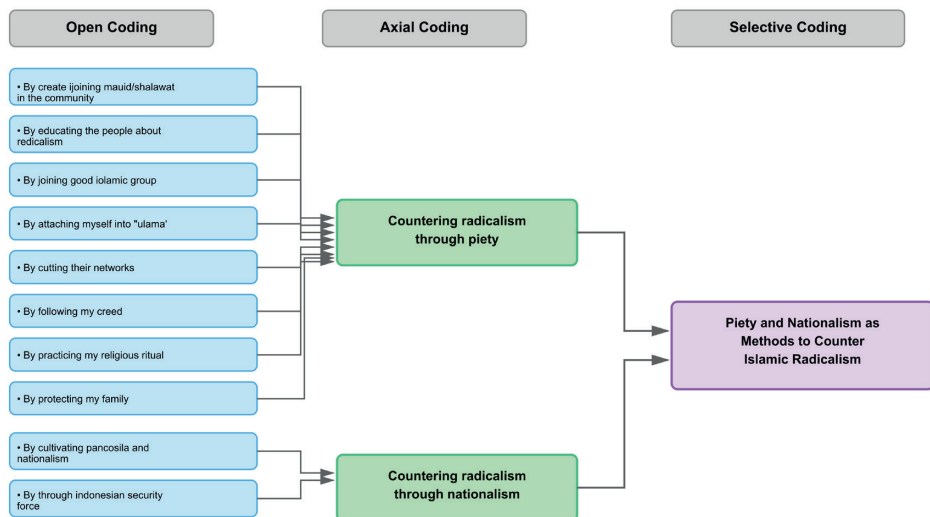 Open Coding
Axial Coding
Selective Coding
• By create ijoining mauid/shalawat
in the community
• By educating the people about
redicalism
• By joining good iolamic group
• By attaching myself into "ulama'
• By cutting their networks
• By following my creed
• By practicing my religious ritual
• By protecting my family
• By cultivating pancosila and
nationalism
• By through indonesian security
force
Countering radicalism
through piety
Countering radicalism
through nationalism
Piety and Nationalism as
Methods to Counter
Islamic Radicalism